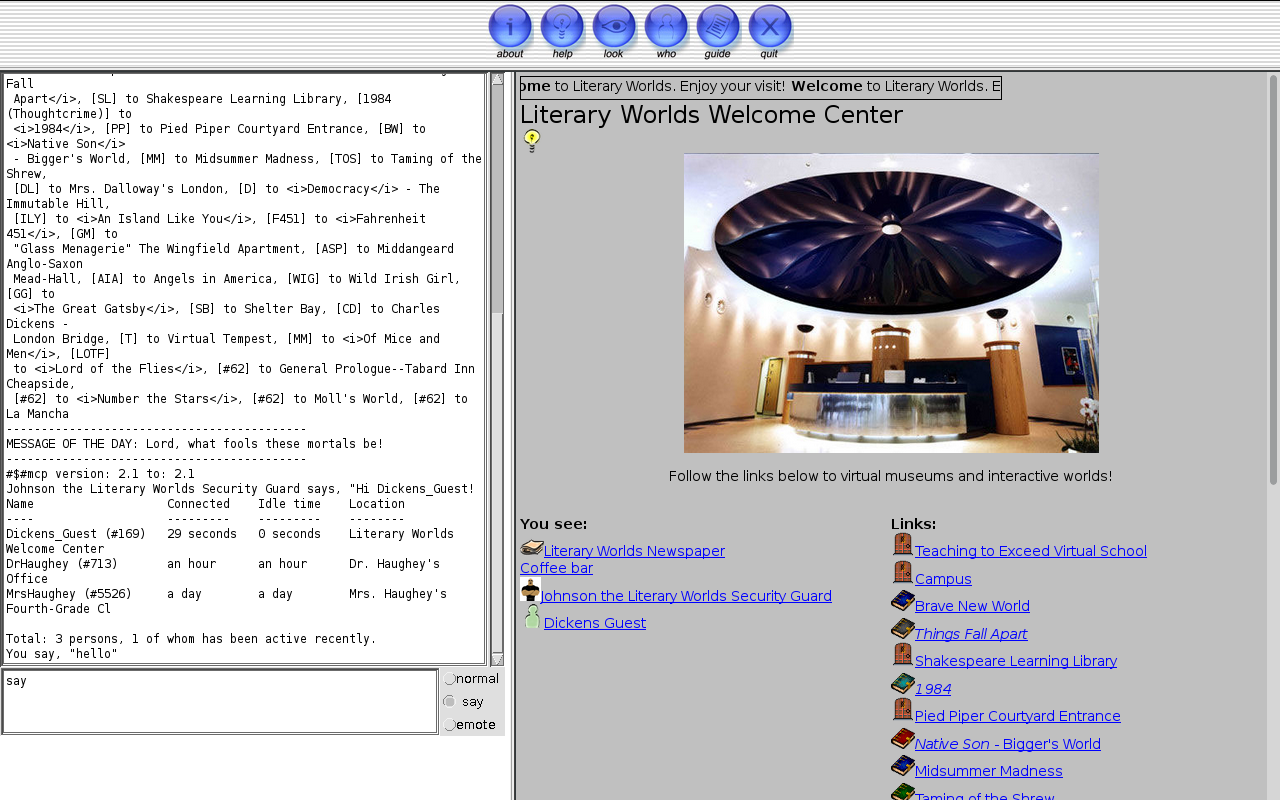 about help look who guide quit
Fall
Apart</i>, [SL] to Shakespeare Learning Library, [1984
(Thoughtcrime)] to
<i>1984</i>, [PP] to Pied Piper Courtyard Entrance, [BW] to
<i>Native Son</i>
- Bigger's World, [MM] to Midsummer Madness, [TOS] to Taming of the
Shrew,
[DL] to Mrs. Dalloway's London, [D] to <i>Democracy</i> - The
Immutable Hill,
[ILY] to <i>An Island Like You</i>, [F451] to <i>Fahrenheit
451</i>, [GM] to
"Glass Menagerie" The Wingfield Apartment, [ASP] to Middangeard
Anglo-Saxon
Mead-Hall, [AIA] to Angels in America, [WIG] to Wild Irish Girl,
[GG] to
<i>The Great Gatsby</i>, [SB] to Shelter Bay, [CD] to Charles
Dickens -
London Bridge, [T] to Virtual Tempest, [MM] to <i>Of Mice and
Men</i>, [LOTF]
to <i>Lord of the Flies</i>, [#62] to General Prologue--Tabard Inn
Cheapside,
[#62] to <i>Number the Stars</i>, [#62] to Moll's World, [#62] to
La Mancha
-----------------------------------------
MESSAGE OF THE DAY: Lord, what fools these mortals be!
-----------------------------------------
#$#mcp version: 2.1 to: 2.1
Johnson the Literary Worlds Security Guard says, "Hi Dickens_Guest!
Name Connected Idle time Location
---- --------- --------- --------
Dickens_Guest (#169) 29 seconds 0 seconds Literary Worlds
Welcome Center
DrHaughey (#713) an hour an hour Dr. Haughey's
Office
MrsHaughey (#5526) a day a day Mrs. Haughey's
Fourth-Grade Cl
Total: 3 persons, 1 of whom has been active recently.
You say, "hello"
say
normal
say
emote
ome to Literary Worlds. Enjoy your visit! Welcome to Literary Worlds. E
Literary Worlds Welcome Center
Follow the links below to virtual museums and interactive worlds!
You see:
Literary Worlds Newspaper
Coffee bar
Johnson the Literary Worlds Security Guard
Dickens Guest
Links:
Teaching to Exceed Virtual School
Campus
Brave New World
Things Fall Apart
Shakespeare Learning Library
1984
Pied Piper Courtyard Entrance
Native Son - Bigger's World
Midsummer Madness
Taming of the Shrew